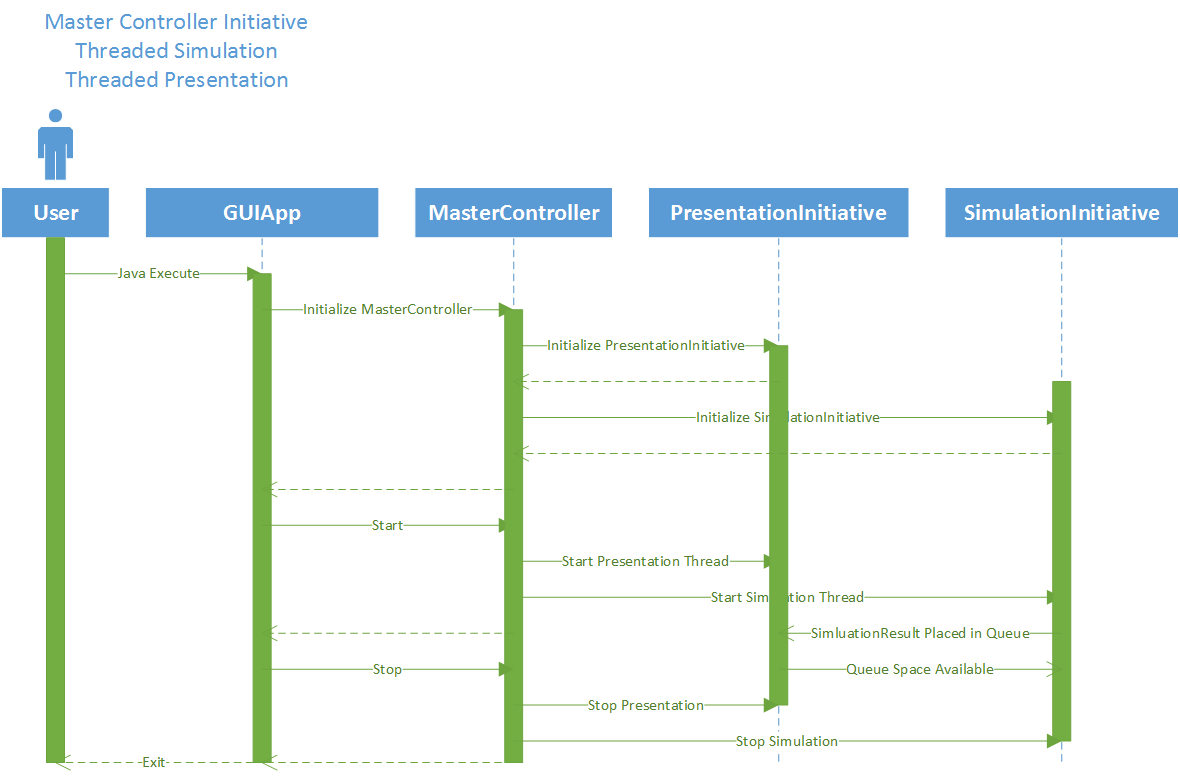 Master Controller Initiative
Threaded Simulation
Threaded Presentation
User
GUIApp
MasterController
PresentationInitiative
SimulationInitiative
Java Execute
Initialize MasterController
Initialize PresentationInitiative
Initialize SimulationInitiative
Start
Start Presentation Thread
Start Simulation Thread
SimluationResult Placed in Queue
Stop
Queue Space Available
Stop Presentation
Stop Simulation
Exit